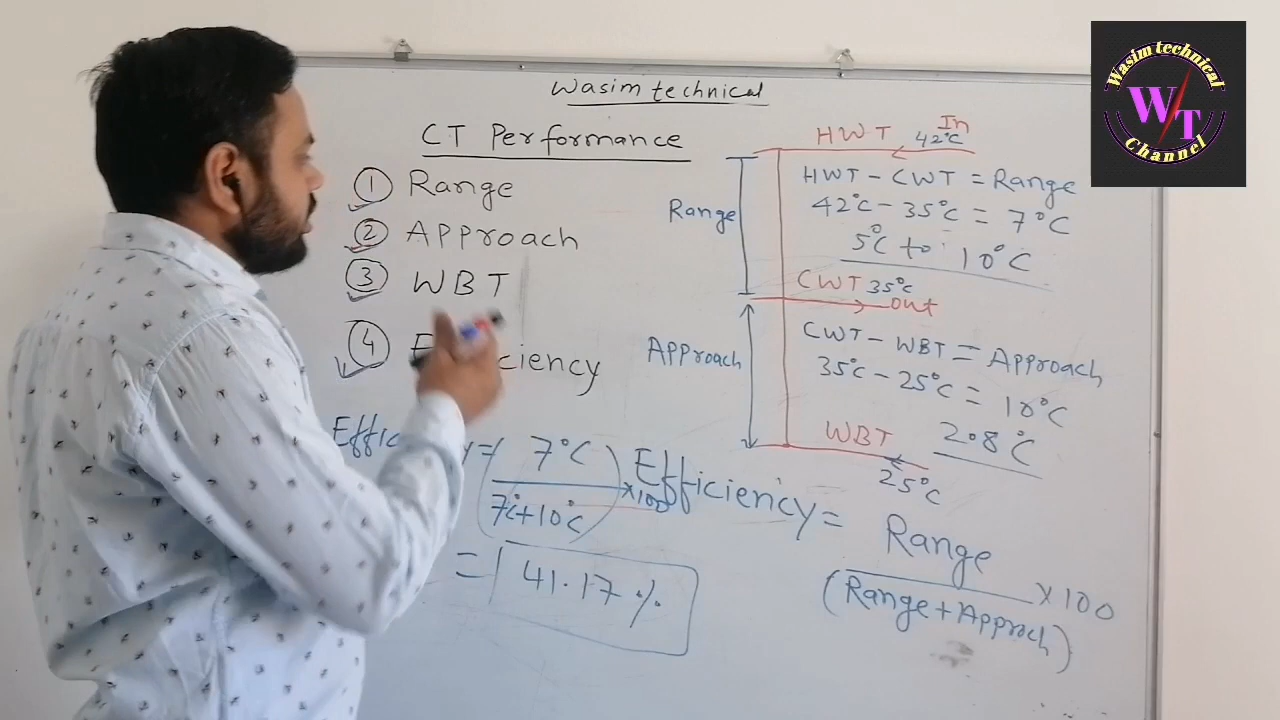 Wasim technical
CT Performance
1 Range
2 Approach
3 WBT
4 E ciency
HWT 42°C In
Range
HWT - CWT = Range
42°C - 35°C = 7°C
5°C to 10°C
CWT 35°C
out
Approach
CWT - WBT = Approach
35°C - 25°C = 10°C
2.8°C
WBT
25°C
Effic y = 7°C / 7°C+10°C ×100
= 41.17 %
Efficiency = Range / (Range + Approch) ×100
Wasim technical
WT
Channel